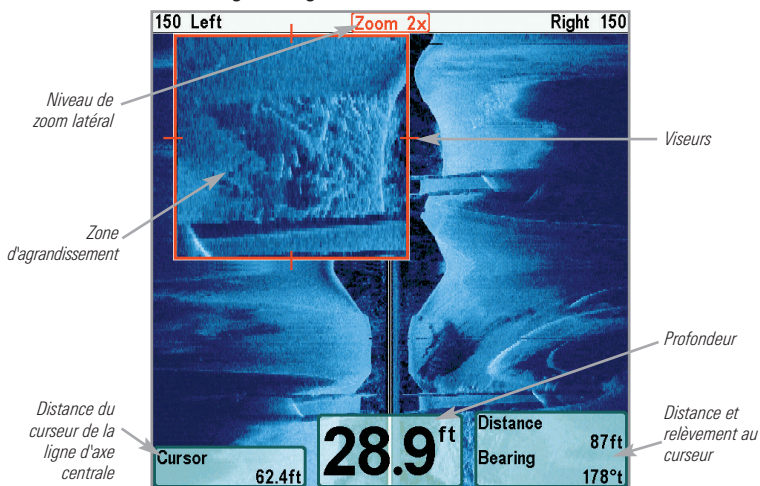 150 Left
Zoom 2x
Right 150
Niveau de
zoom latéral
Viseurs
Zone
d'agrandissement
Profondeur
Distance du
curseur de la
ligne d'axe
centrale
Cursor
62.4ft
28.9ft
Distance
87ft
Bearing
178°t
Distance et
relèvement au
curseur